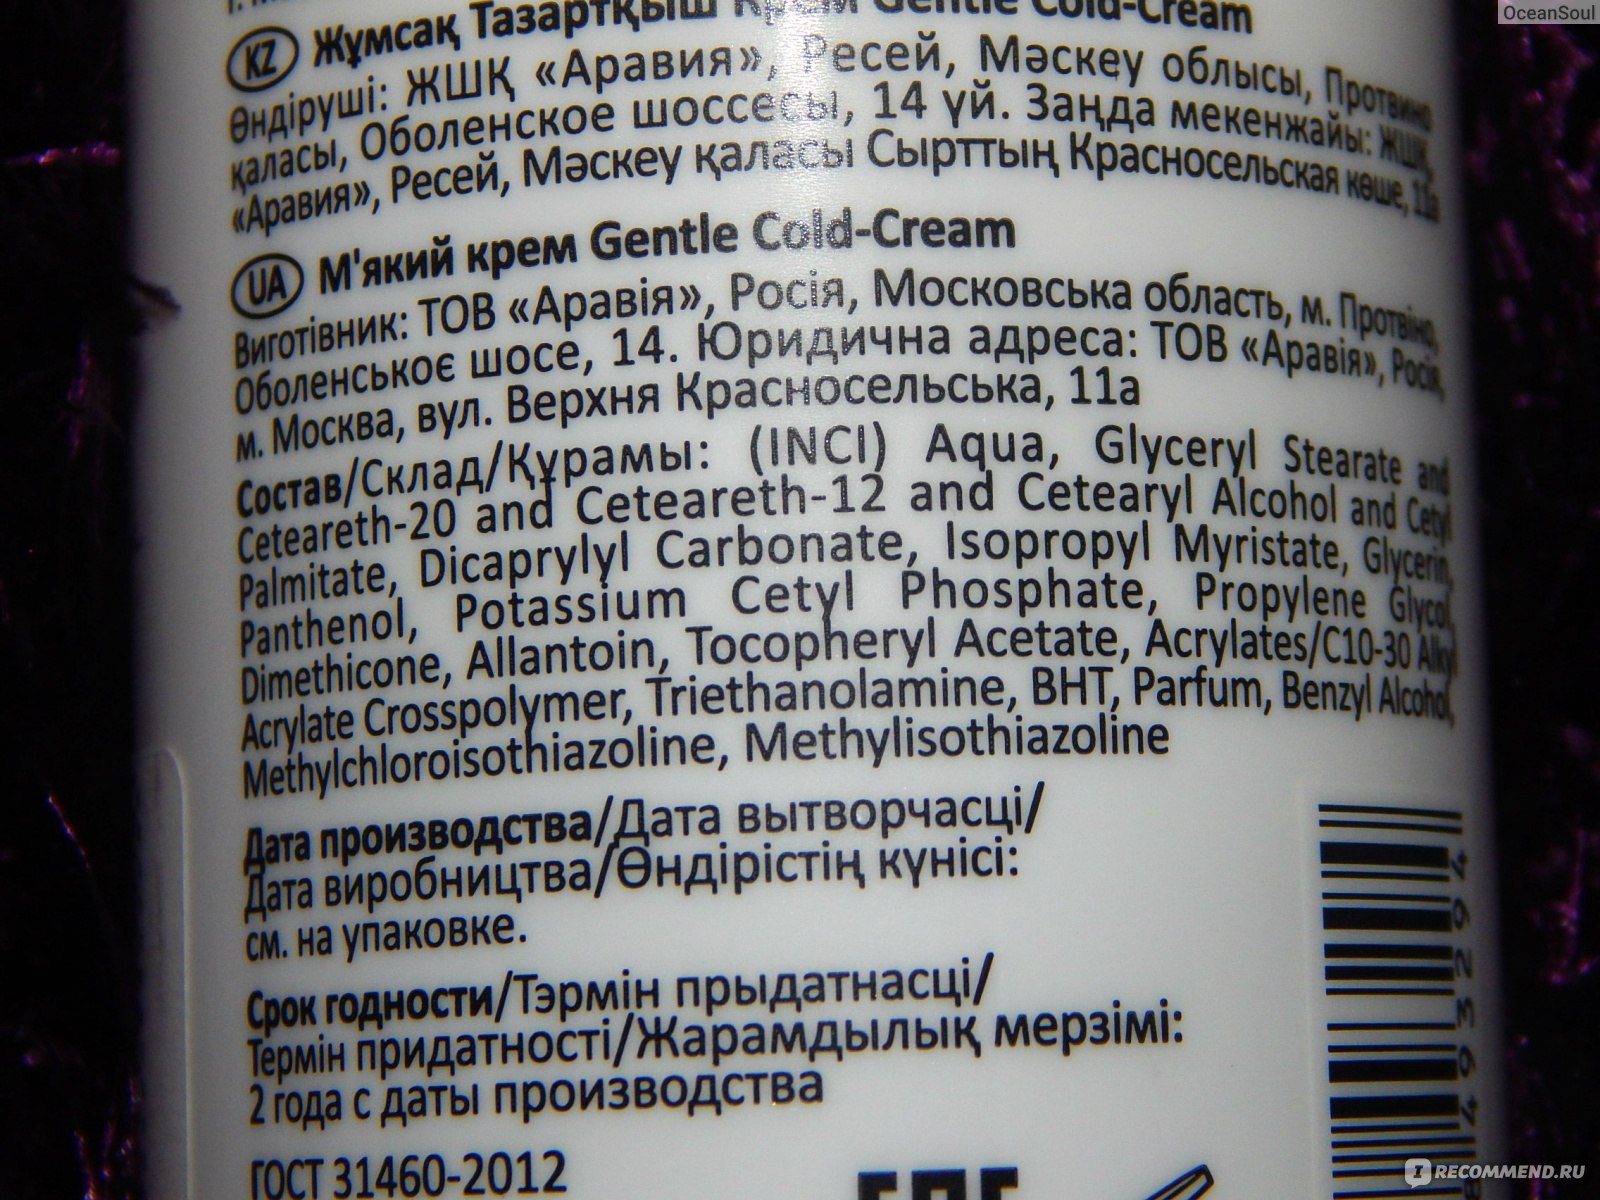 OceanSoul
KZ Жұмсақ Тазартқыш Крем Gentle Cold-Cream
Өндіруші: ЖШҚ «Аравия», Ресей, Мәскеу облысы, Протвино
қаласы, Оболенское шоссесы, 14 үй. Заңда мекенжайы: ЖШҚ
«Аравия», Ресей, Мәскеу қаласы Сырттың Красносельская көше, 11а
UA М'який крем Gentle Cold-Cream
Виготівник: ТОВ «Аравія», Росія, Московська область, м. Протвіно,
Оболенськоє шосе, 14. Юридична адреса: ТОВ «Аравія», Росія,
м. Москва, вул. Верхня Красносельська, 11а
Состав/Склад/Құрамы: (INCI) Aqua, Glyceryl Stearate and
Ceteareth-20 and Ceteareth-12 and Cetearyl Alcohol and Cetyl
Palmitate, Dicaprylyl Carbonate, Isopropyl Myristate, Glycerin,
Panthenol, Potassium Cetyl Phosphate, Propylene Glycol,
Dimethicone, Allantoin, Tocopheryl Acetate, Acrylates/C10-30 Alkyl
Acrylate Crosspolymer, Triethanolamine, BHT, Parfum, Benzyl Alcohol,
Methylchloroisothiazoline, Methylisothiazoline
Дата производства/Дата вытворчасці/
Дата виробництва/Өндірістің күнісі:
см. на упаковке.
Срок годности/Тэрмін прыдатнасці/
Термін придатності/Жарамдылық мерзімі:
2 года с даты производства
ГОСТ 31460-2012
IRECOMMEND.RU